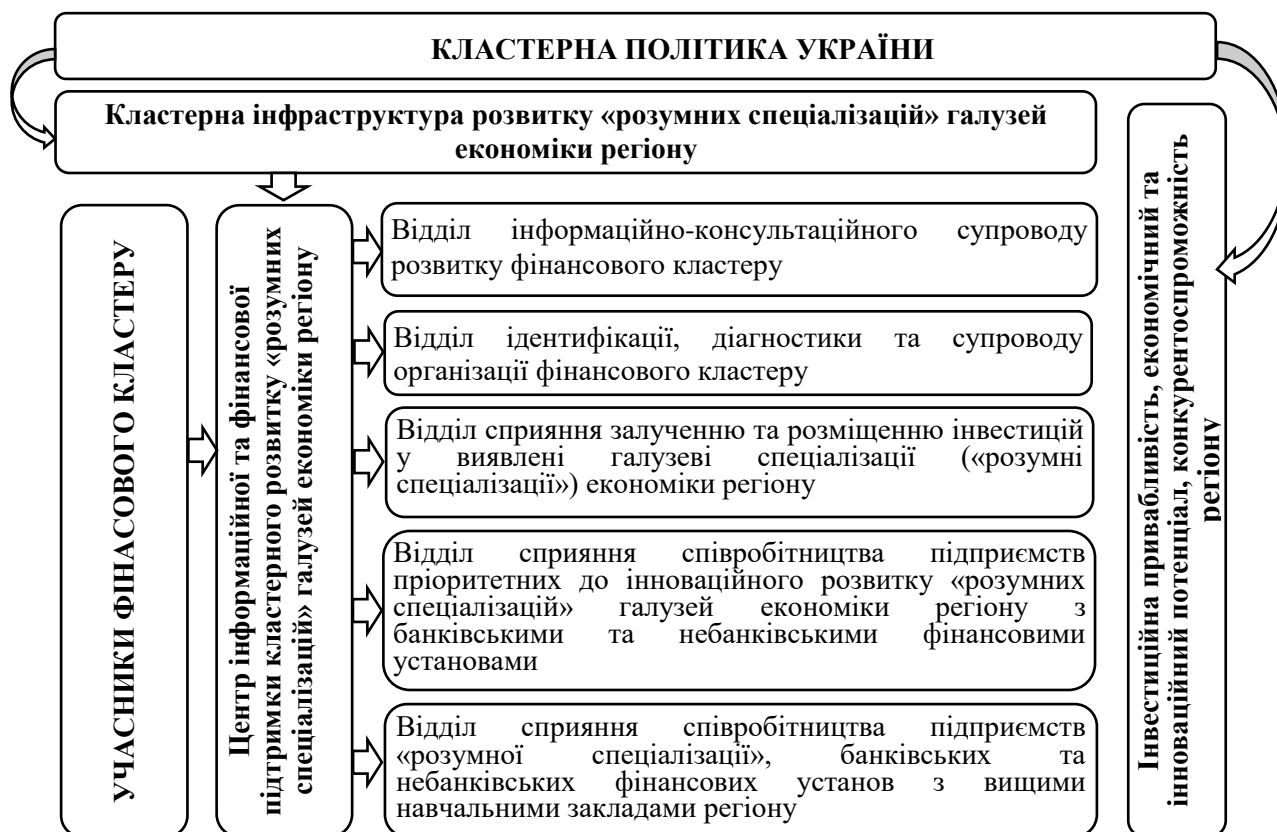 КЛАСТЕРНА ПОЛІТИКА УКРАЇНИ
Кластерна інфраструктура розвитку «розумних спеціалізацій» галузей
економіки регіону
УЧАСНИКИ ФІНАСОВОГО КЛАСТЕРУ
Центр інформаційної та фінансової
підтримки кластерного розвитку «розумних
спеціалізацій» галузей економіки регіону
Відділ інформаційно-консультаційного супроводу
розвитку фінансового кластеру
Відділ ідентифікації, діагностики та супроводу
організації фінансового кластеру
Відділ сприяння залученню та розміщенню інвестицій
у виявлені галузеві спеціалізації («розумні
спеціалізації») економіки регіону
Відділ сприяння співробітництва підприємств
пріоритетних до інноваційного розвитку «розумних
спеціалізацій» галузей економіки регіону з
банківськими та небанківськими фінансовими
установами
Відділ сприяння співробітництва підприємств
«розумної спеціалізації», банківських та
небанківських фінансових установ з вищими
навчальними закладами регіону
Інвестиційна привабливість, економічний та
інноваційний потенціал, конкурентоспроможність
регіону